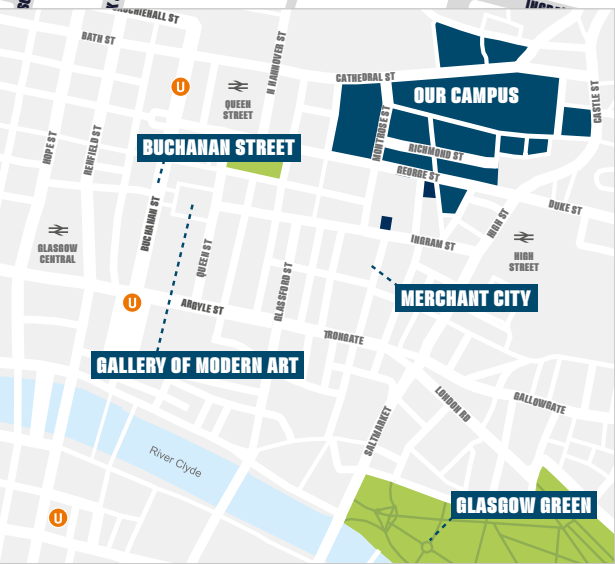 SAUCHIEHALL ST
BATH ST
N HANOVER ST
U
QUEEN
STREET
CATHEDRAL ST
OUR CAMPUS
CASTLE ST
HOPE ST
RENFIELD ST
BUCHANAN STREET
MONTROSE ST
RICHMOND ST
GEORGE ST
BUCHANAN ST
QUEEN ST
DUKE ST
HIGH ST
INGRAM ST
GLASGOW
CENTRAL
HIGH
STREET
GLASSFORD ST
U
ARGYLE ST
MERCHANT CITY
TRONGATE
GALLERY OF MODERN ART
SALTMARKET
LONDON RD
GALLOWGATE
River Clyde
GLASGOW GREEN
U